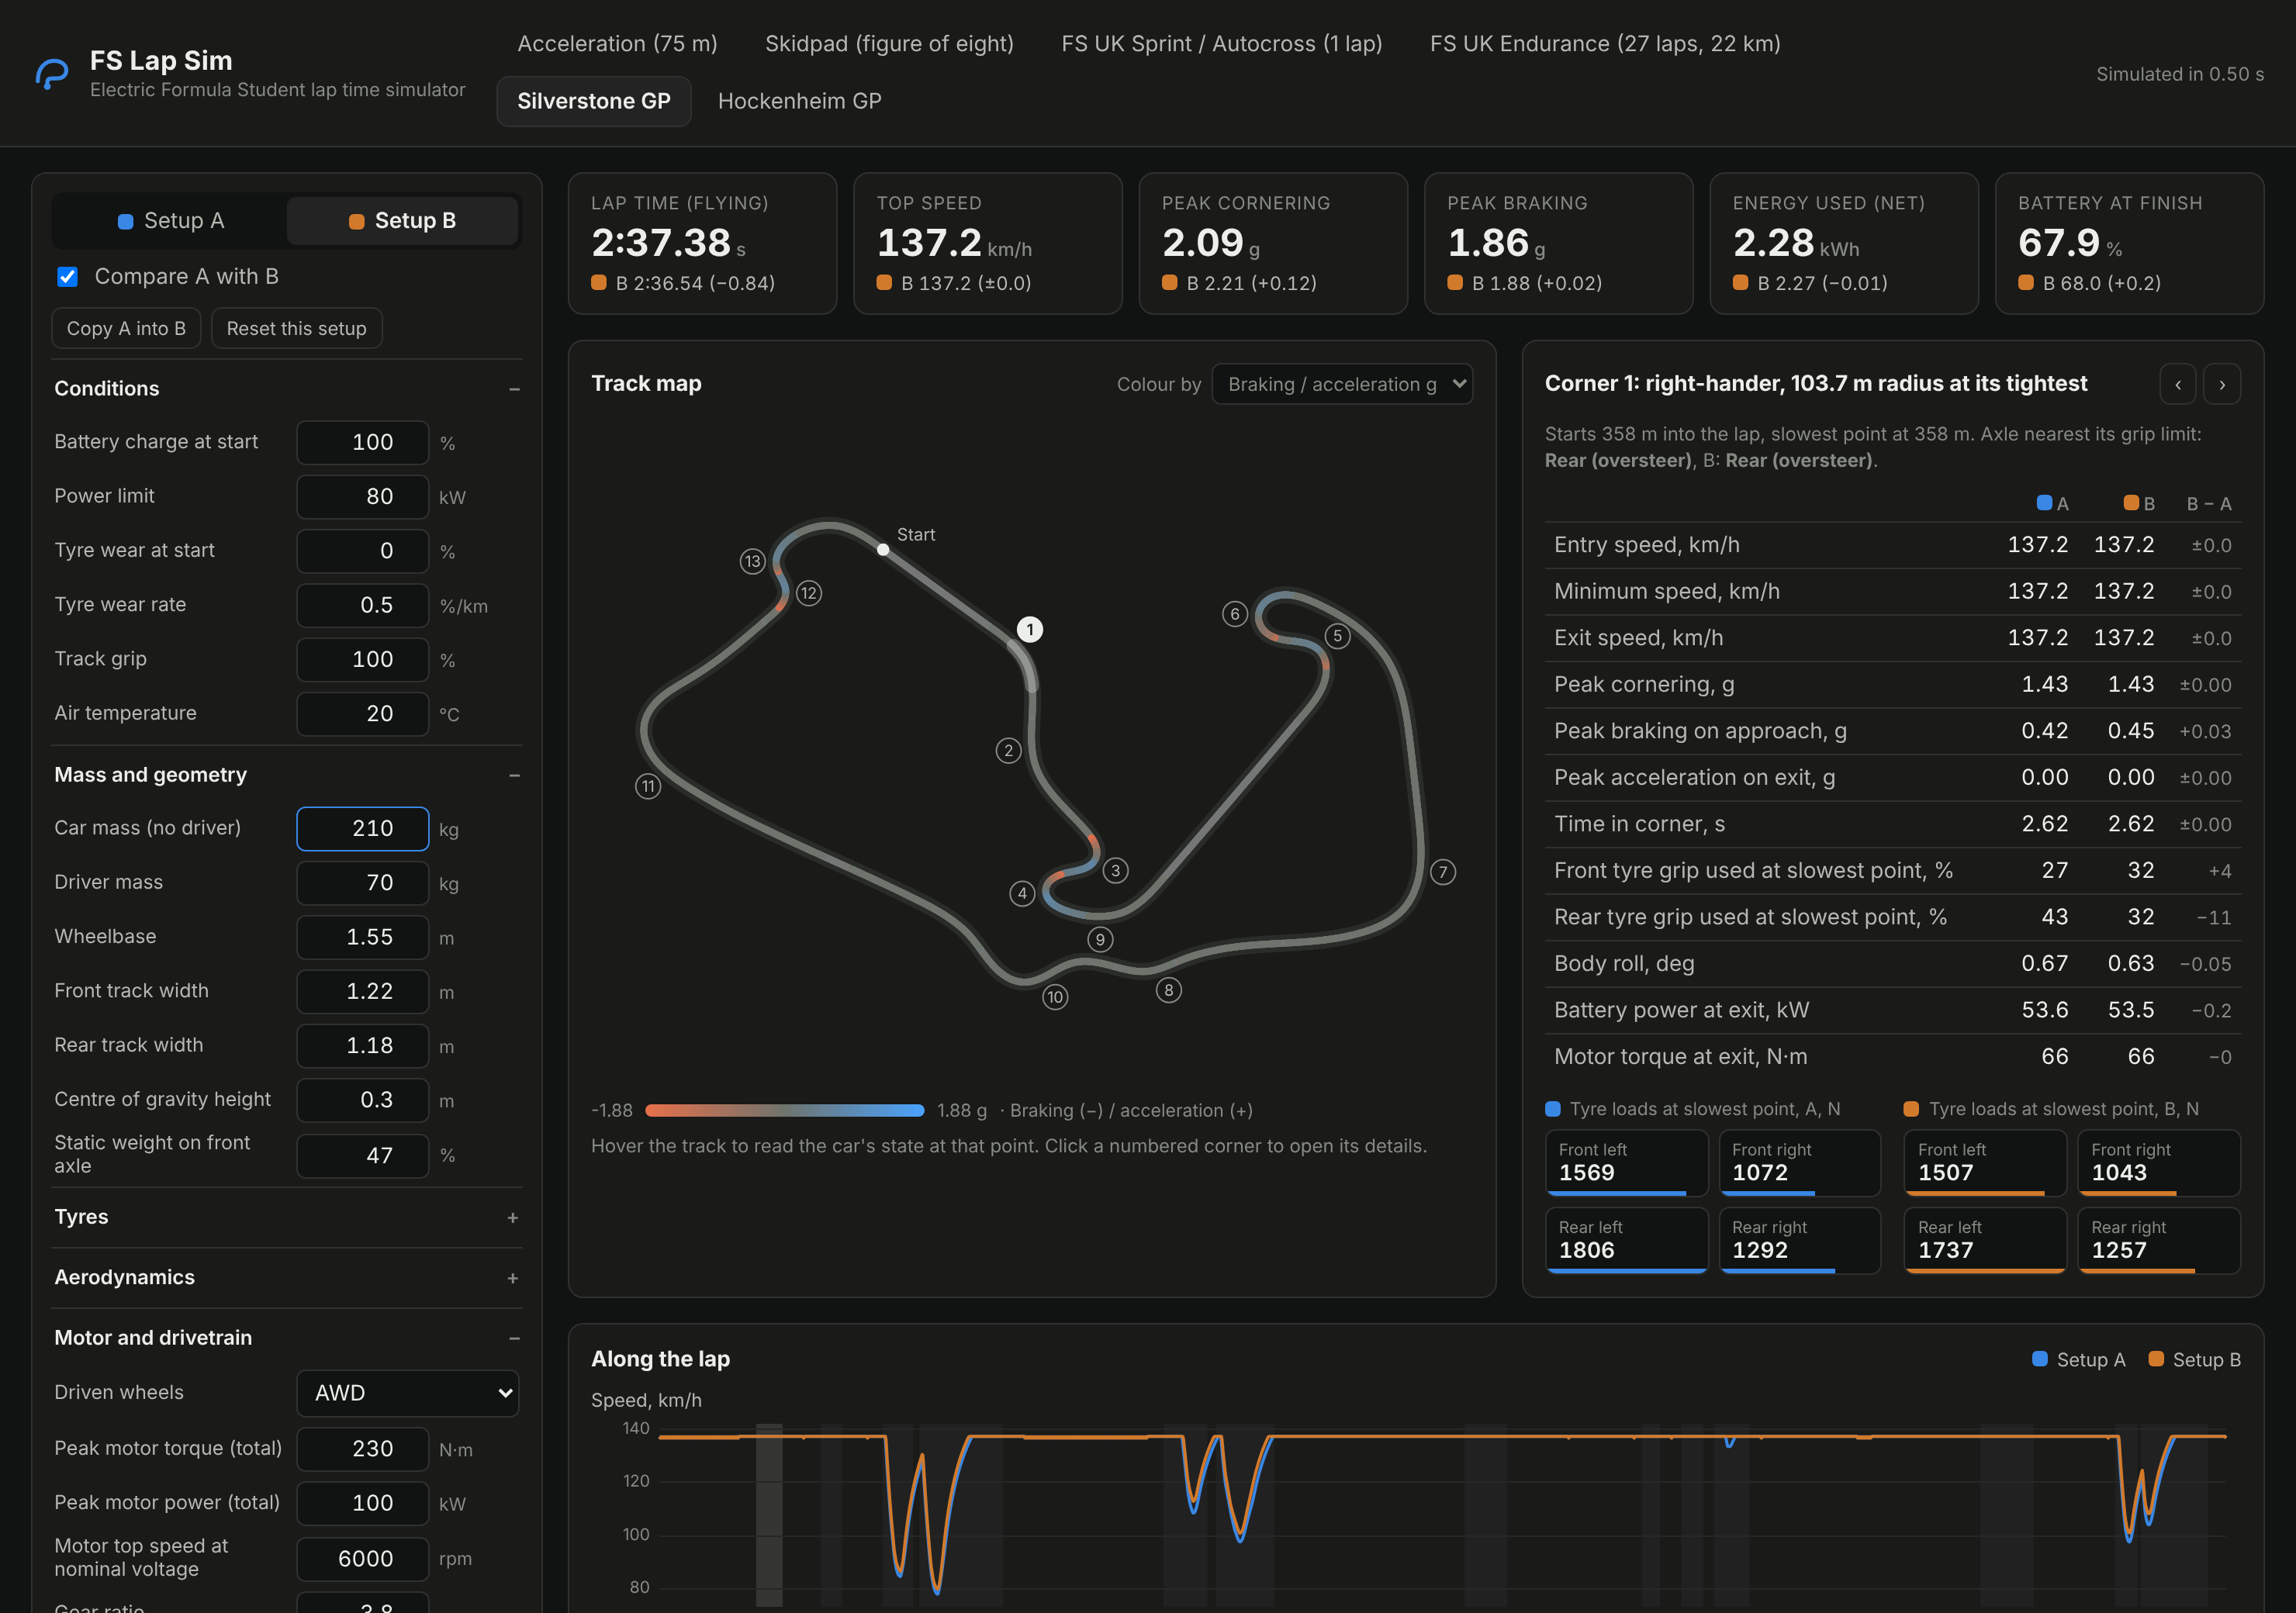 FS Lap Sim
Electric Formula Student lap time simulator
Acceleration (75 m)
Skidpad (figure of eight)
FS UK Sprint / Autocross (1 lap)
FS UK Endurance (27 laps, 22 km)
Silverstone GP
Hockenheim GP
Simulated in 0.50 s
Setup A
Setup B
Compare A with B
Copy A into B
Reset this setup
Conditions −
Battery charge at start 100 %
Power limit 80 kW
Tyre wear at start 0 %
Tyre wear rate 0.5 %/km
Track grip 100 %
Air temperature 20 °C
Mass and geometry −
Car mass (no driver) 210 kg
Driver mass 70 kg
Wheelbase 1.55 m
Front track width 1.22 m
Rear track width 1.18 m
Centre of gravity height 0.3 m
Static weight on front
axle 47 %
Tyres +
Aerodynamics +
Motor and drivetrain −
Driven wheels AWD
Peak motor torque (total) 230 N·m
Peak motor power (total) 100 kW
Motor top speed at
nominal voltage 6000 rpm
Gear ratio 3.8
LAP TIME (FLYING)
2:37.38 s
B 2:36.54 (−0.84)
TOP SPEED
137.2 km/h
B 137.2 (±0.0)
PEAK CORNERING
2.09 g
B 2.21 (+0.12)
PEAK BRAKING
1.86 g
B 1.88 (+0.02)
ENERGY USED (NET)
2.28 kWh
B 2.27 (−0.01)
BATTERY AT FINISH
67.9 %
B 68.0 (+0.2)
Track map
Colour by Braking / acceleration g
Start
13
12
1
6
5
2
11
3
4
7
9
10
8
-1.88 1.88 g · Braking (−) / acceleration (+)
Hover the track to read the car's state at that point. Click a numbered corner to open its details.
Corner 1: right-hander, 103.7 m radius at its tightest ‹ ›
Starts 358 m into the lap, slowest point at 358 m. Axle nearest its grip limit:
Rear (oversteer), B: Rear (oversteer).
A B B − A
Entry speed, km/h 137.2 137.2 ±0.0
Minimum speed, km/h 137.2 137.2 ±0.0
Exit speed, km/h 137.2 137.2 ±0.0
Peak cornering, g 1.43 1.43 ±0.00
Peak braking on approach, g 0.42 0.45 +0.03
Peak acceleration on exit, g 0.00 0.00 ±0.00
Time in corner, s 2.62 2.62 ±0.00
Front tyre grip used at slowest point, % 27 32 +4
Rear tyre grip used at slowest point, % 43 32 −11
Body roll, deg 0.67 0.63 −0.05
Battery power at exit, kW 53.6 53.5 −0.2
Motor torque at exit, N·m 66 66 −0
Tyre loads at slowest point, A, N
Front left
1569
Front right
1072
Rear left
1806
Rear right
1292
Tyre loads at slowest point, B, N
Front left
1507
Front right
1043
Rear left
1737
Rear right
1257
Along the lap
Setup A Setup B
Speed, km/h
140
120
100
80